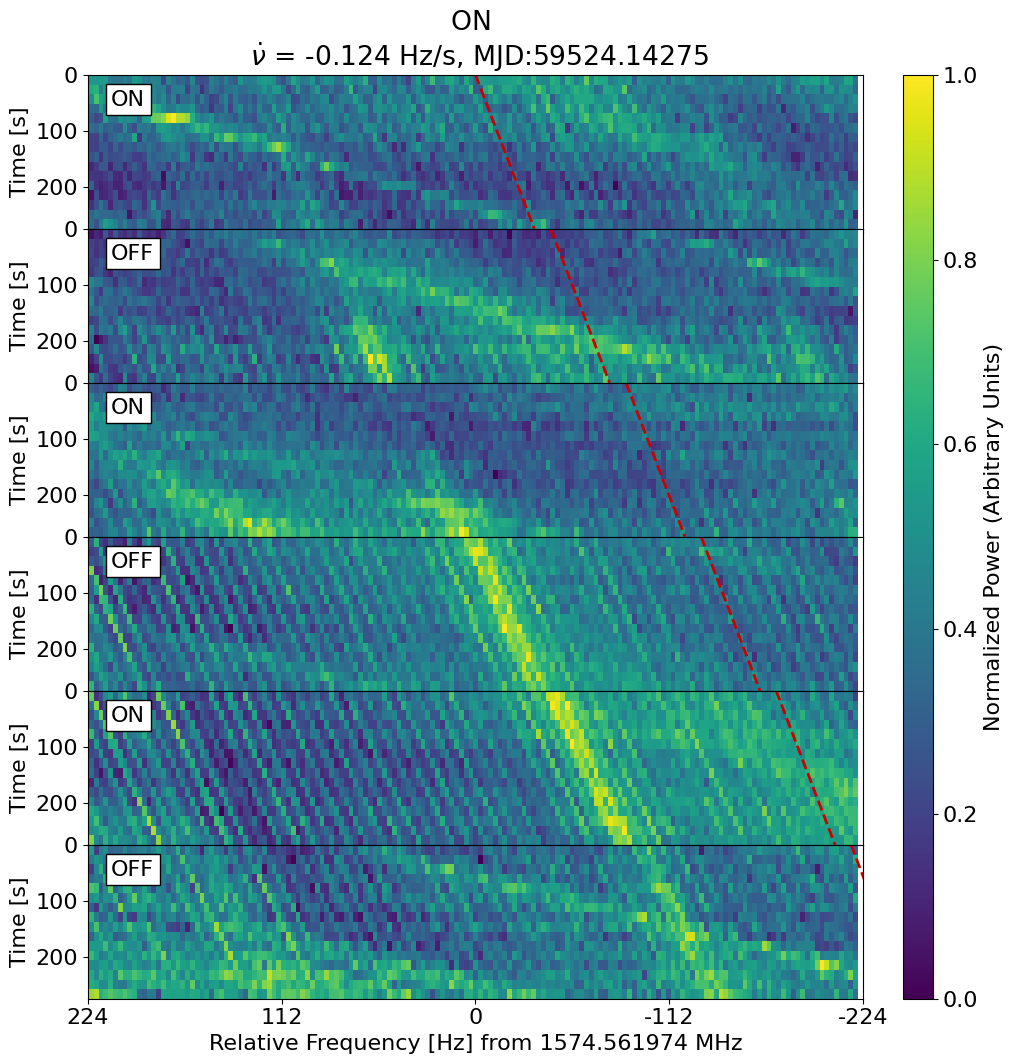 ON
ν̇ = -0.124 Hz/s, MJD:59524.14275
0
100
200
Time [s]
ON
0
100
200
Time [s]
OFF
0
100
200
Time [s]
ON
0
100
200
Time [s]
OFF
0
100
200
Time [s]
ON
0
100
200
Time [s]
OFF
224
112
0
-112
-224
Relative Frequency [Hz] from 1574.561974 MHz
1.0
0.8
0.6
0.4
0.2
0.0
Normalized Power (Arbitrary Units)